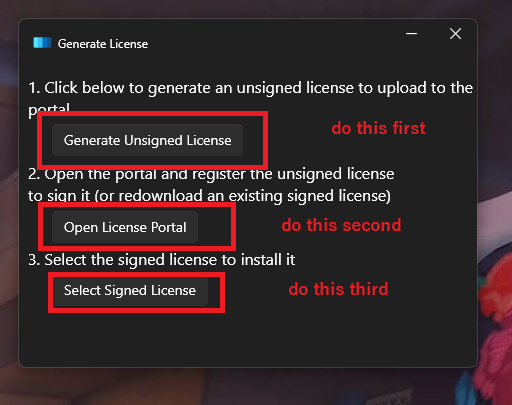 Generate License
1. Click below to generate an unsigned license to upload to the
portal
Generate Unsigned License
do this first
2. Open the portal and register the unsigned license
to sign it (or redownload an existing signed license)
Open License Portal
do this second
3. Select the signed license to install it
Select Signed License
do this third